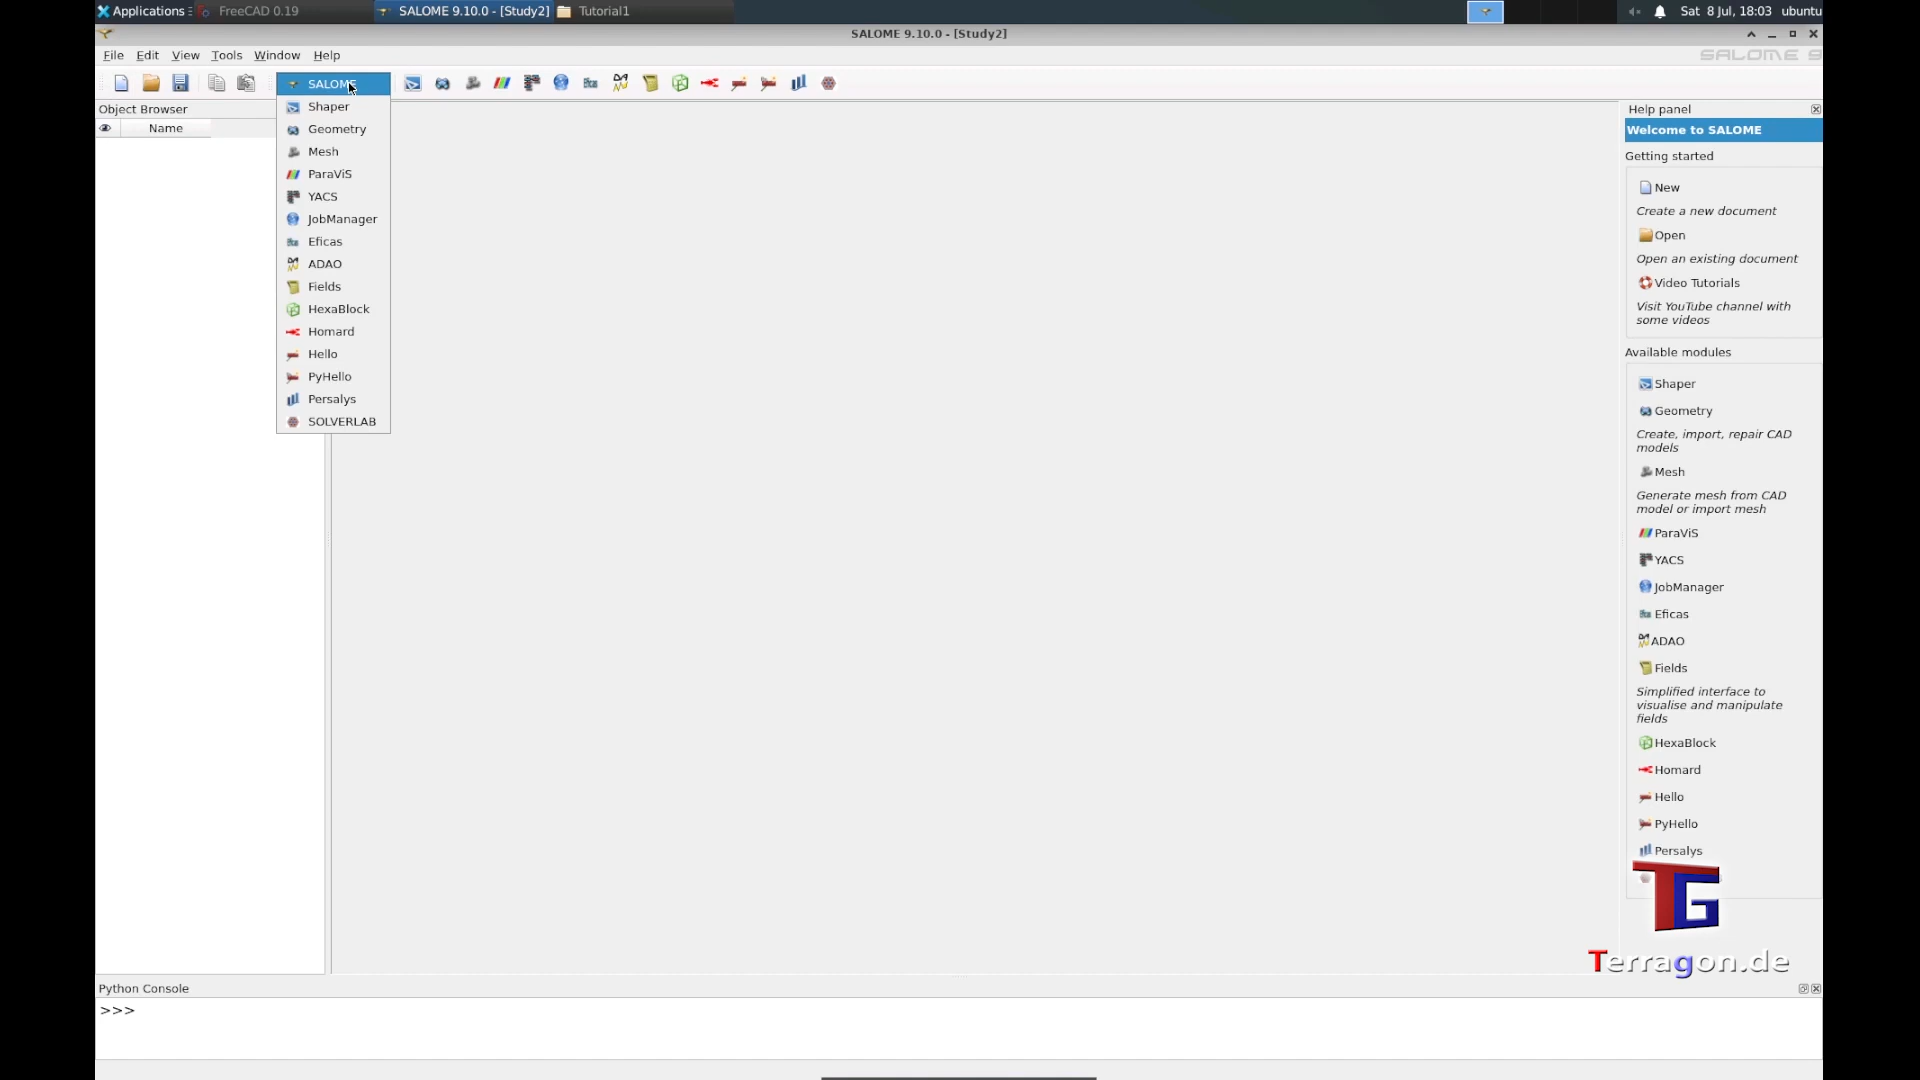 Applications
FreeCAD 0.19
SALOME 9.10.0 - [Study2]
Tutorial1
Sat 8 Jul, 18:03
ubuntu
SALOME 9.10.0 - [Study2]
File
Edit
View
Tools
Window
Help
SALOME 9
Object Browser
Name
SALOME
Shaper
Geometry
Mesh
ParaViS
YACS
JobManager
Eficas
ADAO
Fields
HexaBlock
Homard
Hello
PyHello
Persalys
SOLVERLAB
Help panel
Welcome to SALOME
Getting started
New
Create a new document
Open
Open an existing document
Video Tutorials
Visit YouTube channel with
some videos
Available modules
Shaper
Geometry
Create, import, repair CAD
models
Mesh
Generate mesh from CAD
model or import mesh
ParaViS
YACS
JobManager
Eficas
ADAO
Fields
Simplified interface to
visualise and manipulate
fields
HexaBlock
Homard
Hello
PyHello
Persalys
TG
Terragon.de
Python Console
>>>